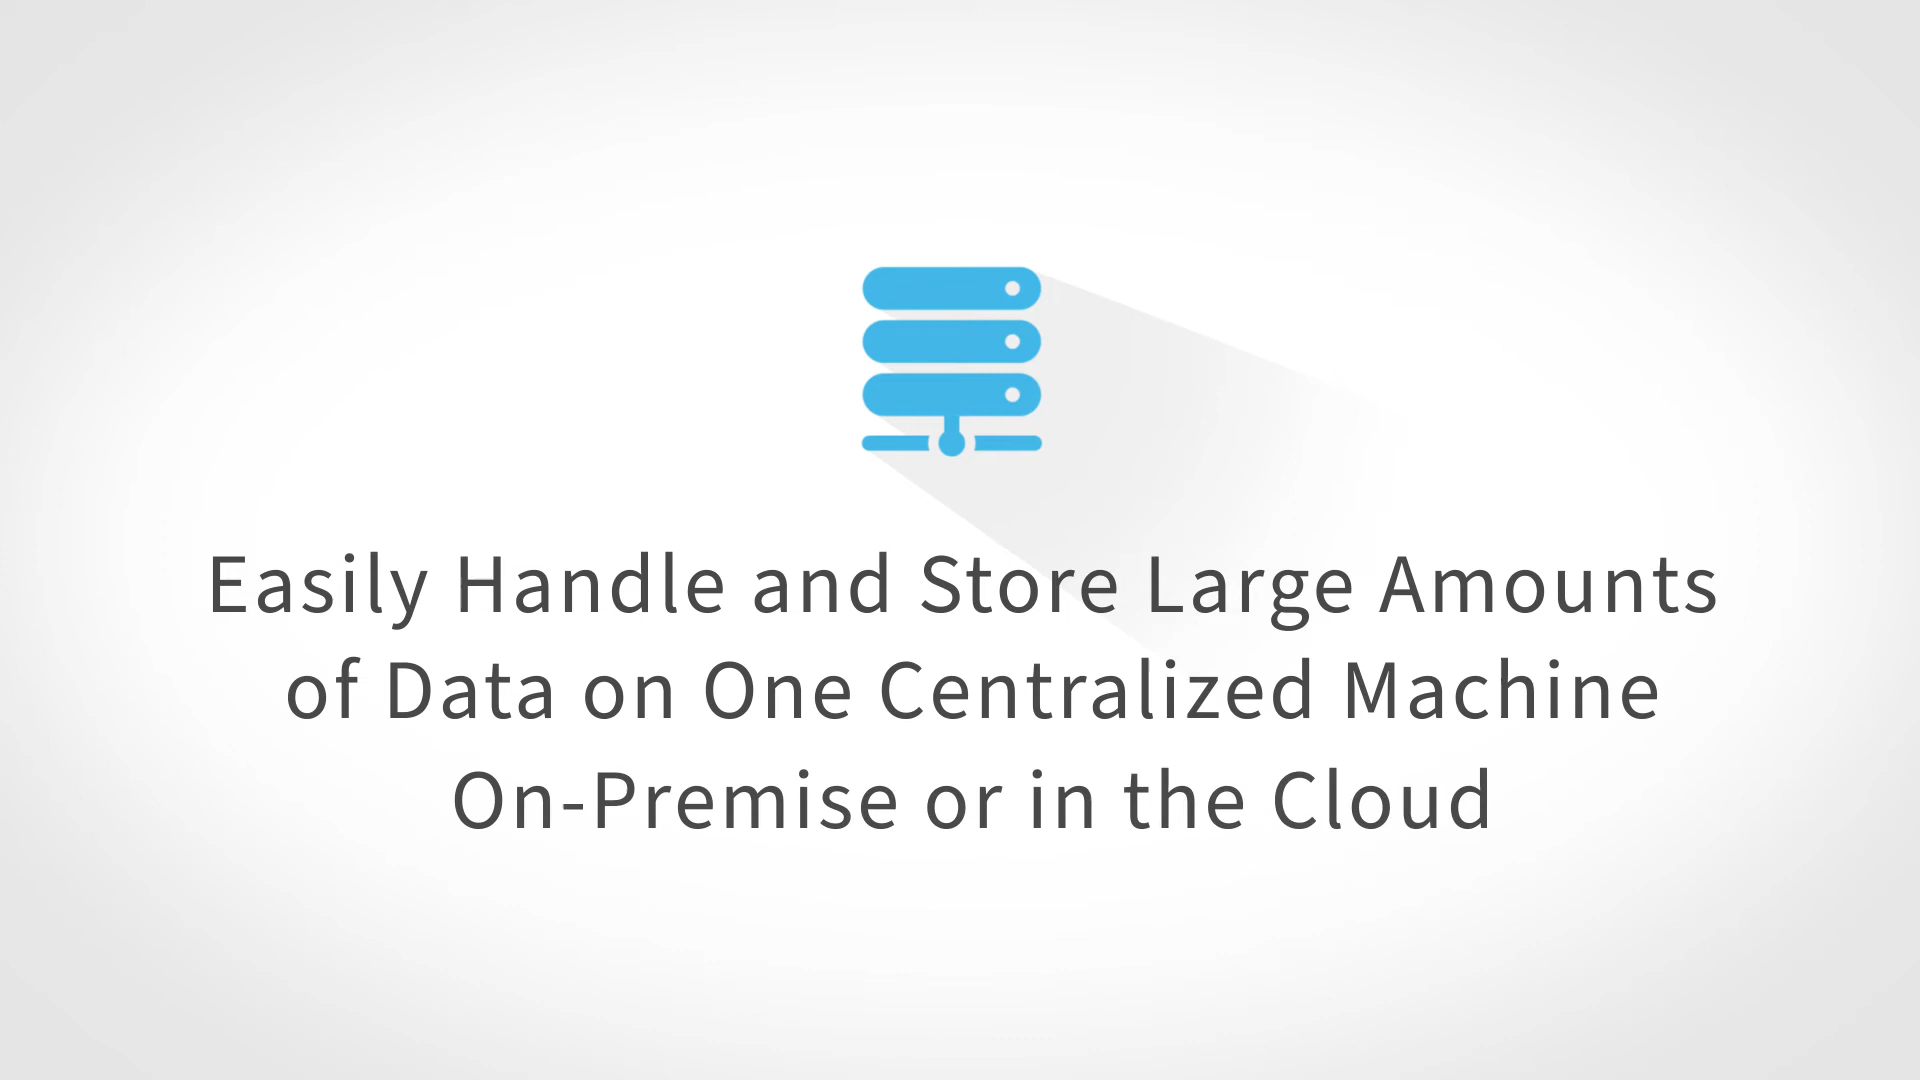 Easily Handle and Store Large Amounts
of Data on One Centralized Machine
On-Premise or in the Cloud